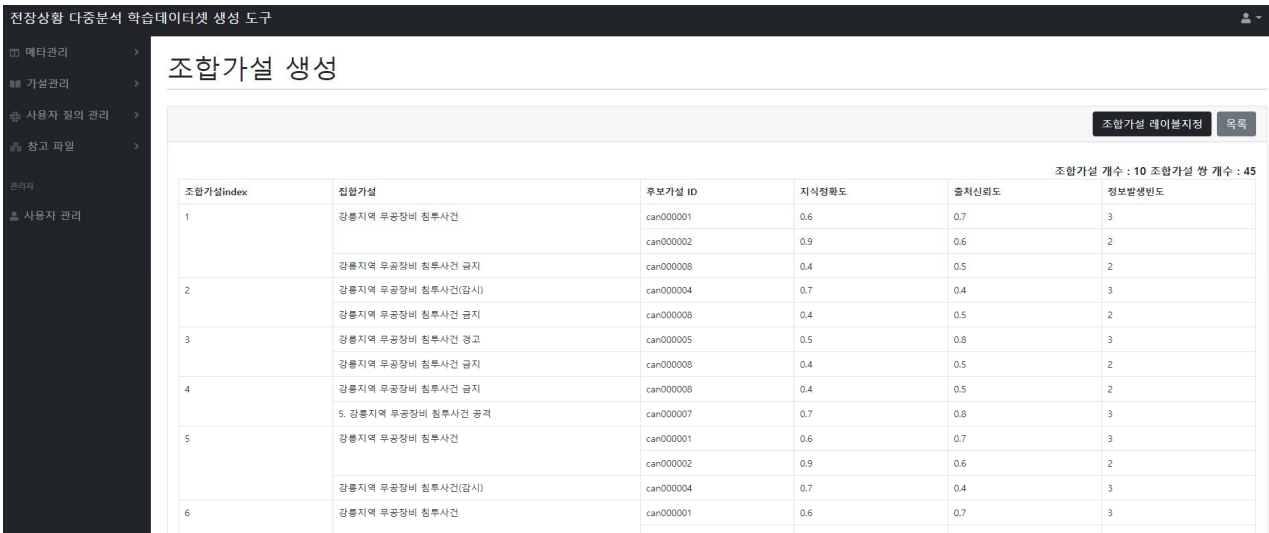 전장상황 다중분석 학습데이터셋 생성 도구
메타관리
가설관리
사용자 질의 관리
참고 파일
관리자
사용자 관리
조합가설 생성
조합가설 레이블지정 목록
조합가설 개수 : 10 조합가설 쌍 개수 : 45
조합가설index 집합가설 후보가설 ID 지식정확도 출처신뢰도 정보발생빈도
1 강릉지역 무공장비 침투사건 can000001 0.6 0.7 3
can000002 0.9 0.6 2
강릉지역 무공장비 침투사건 금지 can000008 0.4 0.5 2
2 강릉지역 무공장비 침투사건(감시) can000004 0.7 0.4 3
강릉지역 무공장비 침투사건 금지 can000008 0.4 0.5 2
3 강릉지역 무공장비 침투사건 경고 can000005 0.5 0.8 3
강릉지역 무공장비 침투사건 금지 can000008 0.4 0.5 2
4 강릉지역 무공장비 침투사건 금지 can000008 0.4 0.5 2
5. 강릉지역 무공장비 침투사건 공격 can000007 0.7 0.8 3
5 강릉지역 무공장비 침투사건 can000001 0.6 0.7 3
can000002 0.9 0.6 2
강릉지역 무공장비 침투사건(감시) can000004 0.7 0.4 3
6 강릉지역 무공장비 침투사건 can000001 0.6 0.7 3